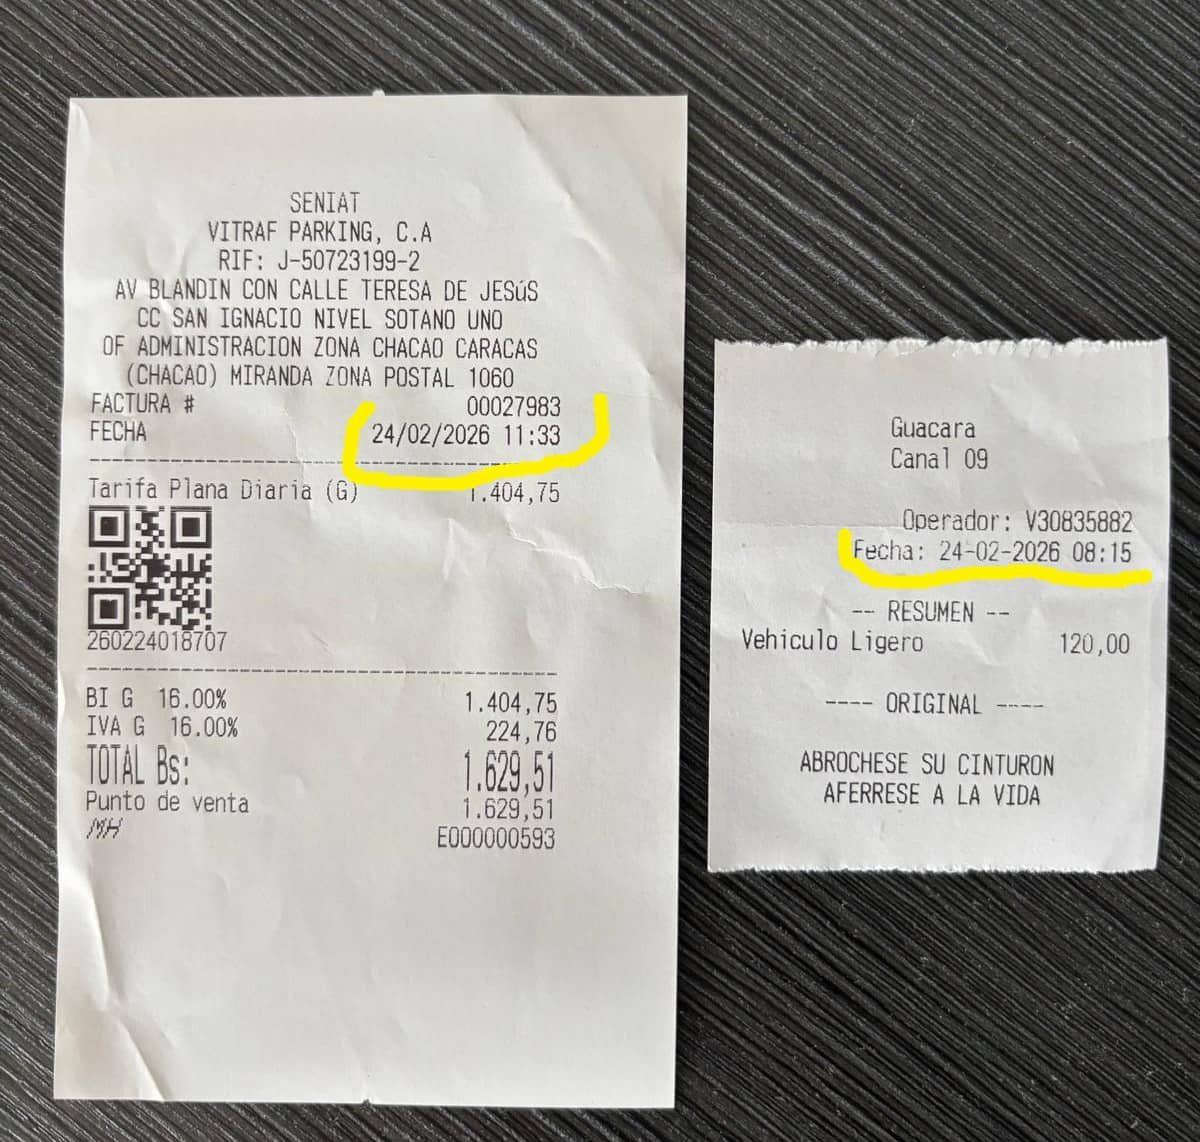 SENIAT
VITRAF PARKING, C.A
RIF: J-50723199-2
AV BLANDIN CON CALLE TERESA DE JESúS
CC SAN IGNACIO NIVEL SOTANO UNO
OF ADMINISTRACION ZONA CHACAO CARACAS
(CHACAO) MIRANDA ZONA POSTAL 1060
FACTURA # 00027983
FECHA 24/02/2026 11:33
Tarifa Plana Diaria (G) 1.404,75
260224018707
BI G 16.00% 1.404,75
IVA G 16.00% 224,76
TOTAL Bs: 1.629,51
Punto de venta 1.629,51
MH E000000593
Guacara
Canal 09
Operador: V30835882
Fecha: 24-02-2026 08:15
-- RESUMEN --
Vehiculo Ligero 120,00
---- ORIGINAL ----
ABROCHESE SU CINTURON
AFERRESE A LA VIDA